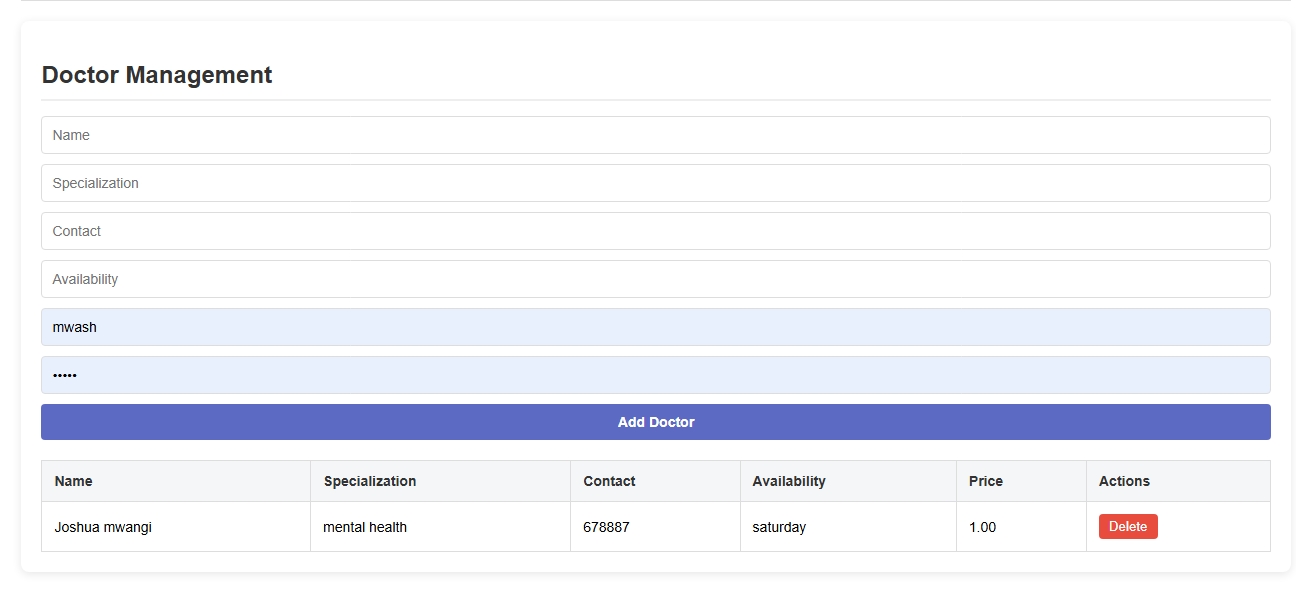 Doctor Management
Name
Specialization
Contact
Availability
mwash
•••••
Add Doctor
Name Specialization Contact Availability Price Actions
Joshua mwangi mental health 678887 saturday 1.00 Delete